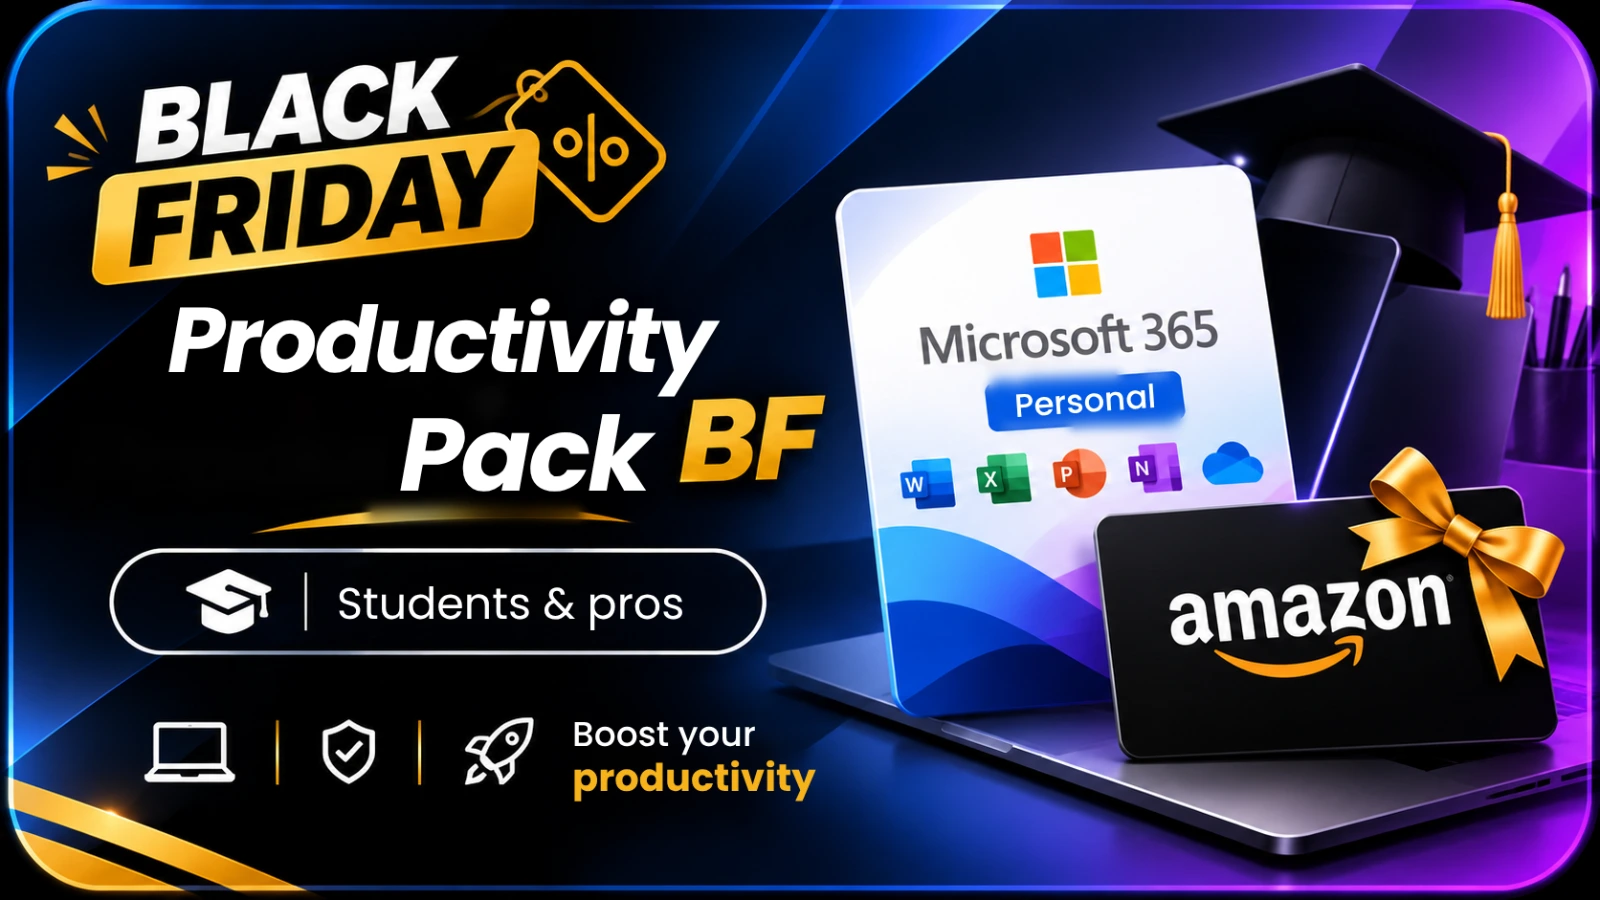 BLACK
FRIDAY
%
Productivity
Pack BF
Students & pros
Boost your
productivity
Microsoft 365
Personal
W X P N
amazon